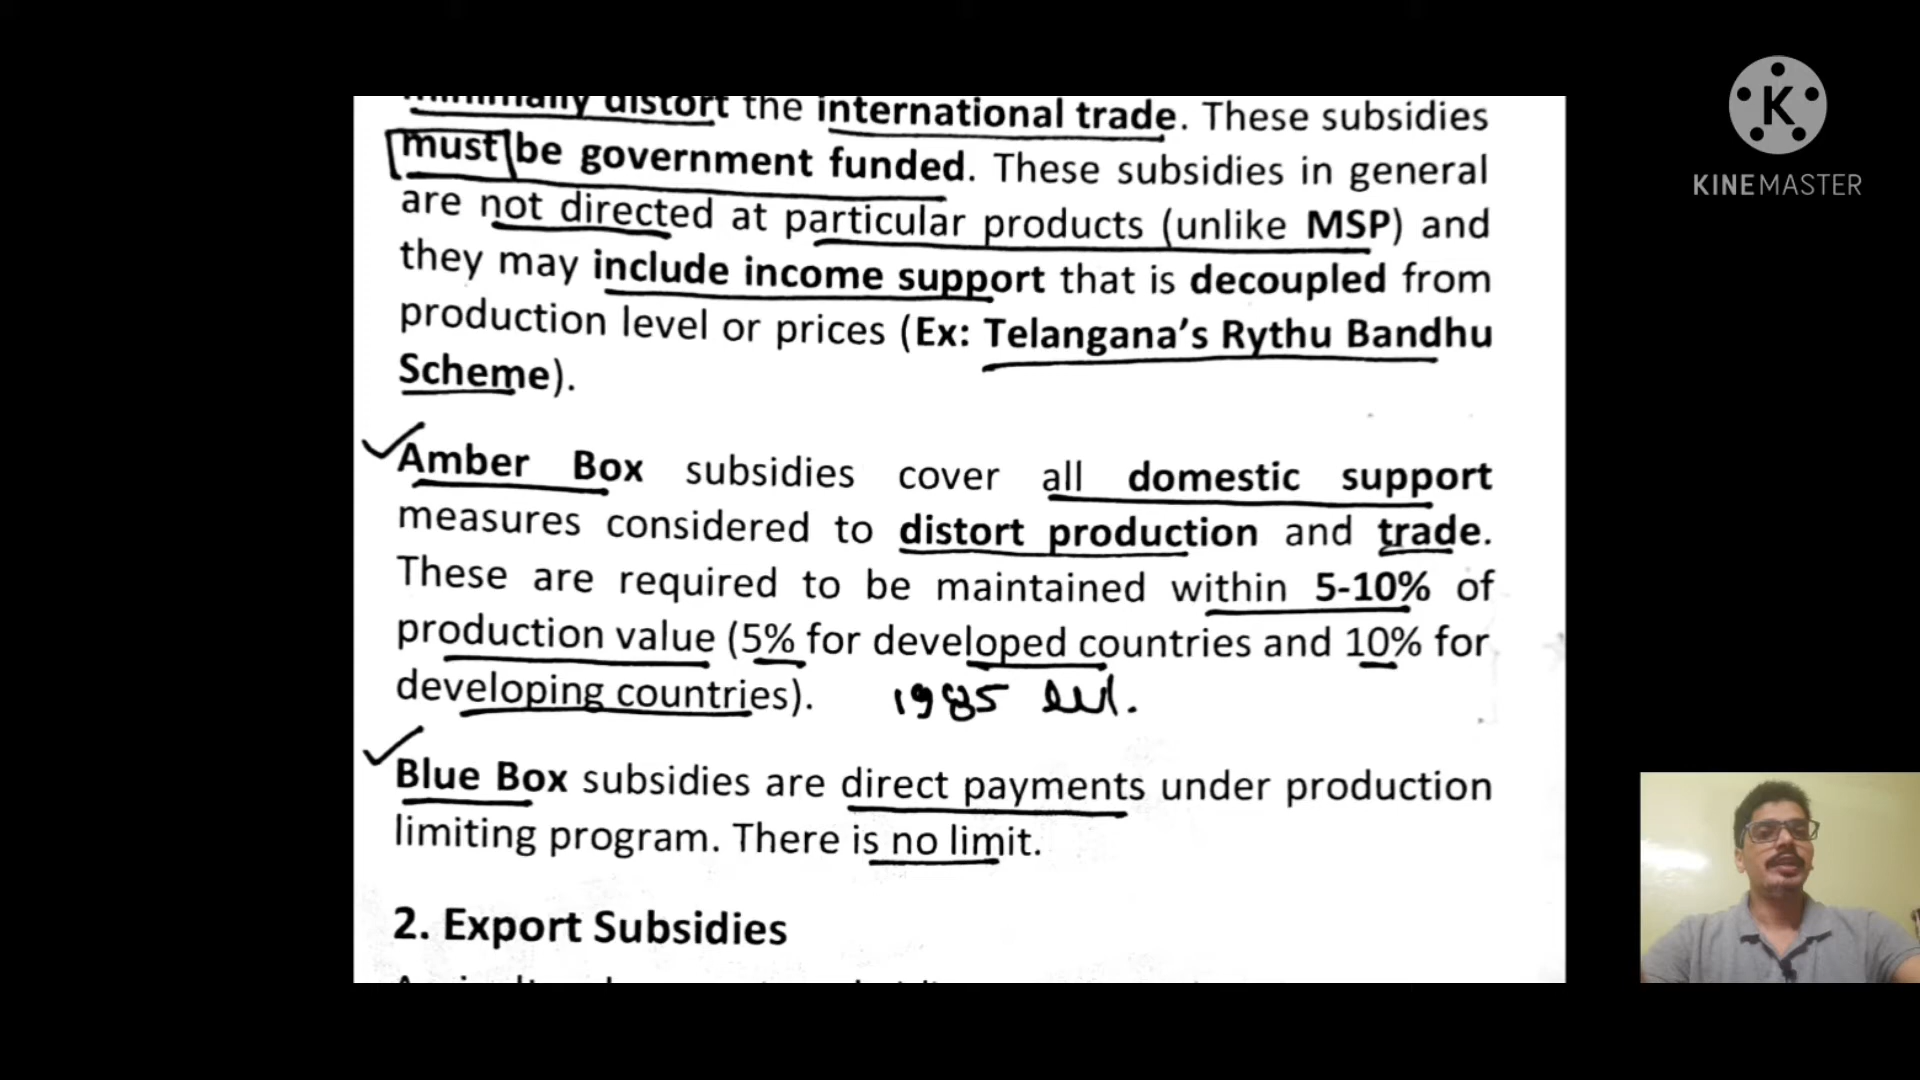 minimally distort the international trade. These subsidies
must be government funded. These subsidies in general
are not directed at particular products (unlike MSP) and
they may include income support that is decoupled from
production level or prices (Ex: Telangana's Rythu Bandhu
Scheme).
Amber Box subsidies cover all domestic support
measures considered to distort production and trade.
These are required to be maintained within 5-10% of
production value (5% for developed countries and 10% for
developing countries).
1985
Blue Box subsidies are direct payments under production
limiting program. There is no limit.
2. Export Subsidies
K
KINEMASTER